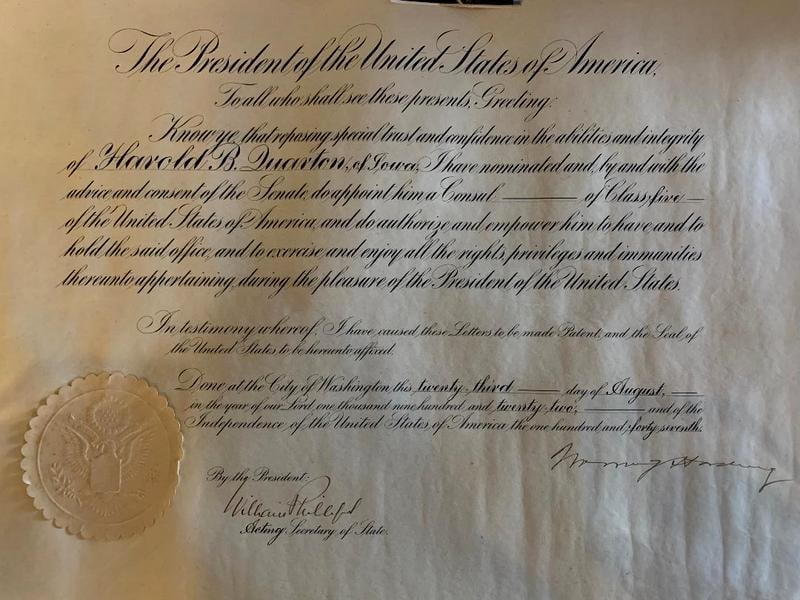 The President of the United States of America,
To all who shall see these presents, Greeting:
Know ye, that reposing special trust and confidence in the abilities and integrity
of Harold B. Quarton, of Iowa, I have nominated and, by and with the
advice and consent of the Senate, do appoint him a Consul of Class five
of the United States of America, and do authorize and empower him to have and to
hold the said office, and to exercise and enjoy all the rights, privileges and immunities
thereunto appertaining, during the pleasure of the President of the United States.
In testimony whereof, I have caused these Letters to be made Patent, and the Seal of
the United States to be hereunto affixed.
Done at the City of Washington this twenty-third day of August,
in the year of our Lord one thousand nine hundred and twenty-two, and of the
Independence of the United States of America the one hundred and forty-seventh.
Warren G Harding
By the President:
William Phillips
Acting Secretary of State.